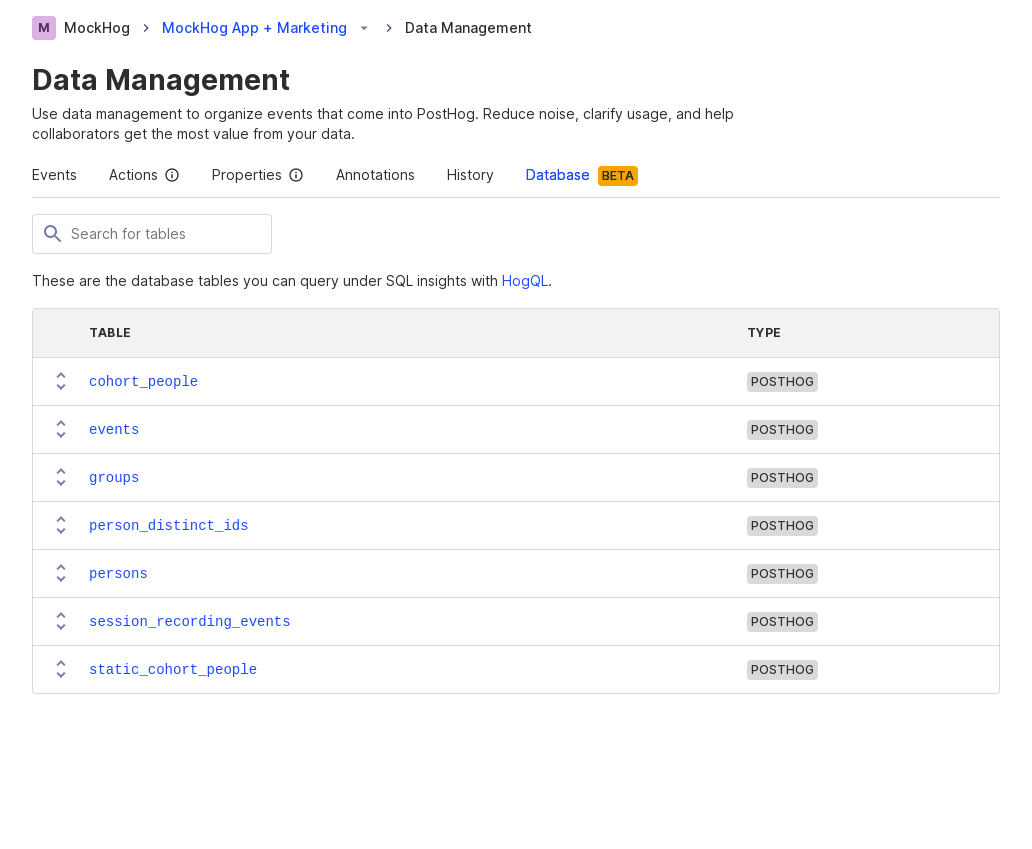 M MockHog MockHog App + Marketing Data Management
Data Management
Use data management to organize events that come into PostHog. Reduce noise, clarify usage, and help
collaborators get the most value from your data.
Events Actions Properties Annotations History Database BETA
Search for tables
These are the database tables you can query under SQL insights with HogQL.
TABLE TYPE
cohort_people POSTHOG
events POSTHOG
groups POSTHOG
person_distinct_ids POSTHOG
persons POSTHOG
session_recording_events POSTHOG
static_cohort_people POSTHOG